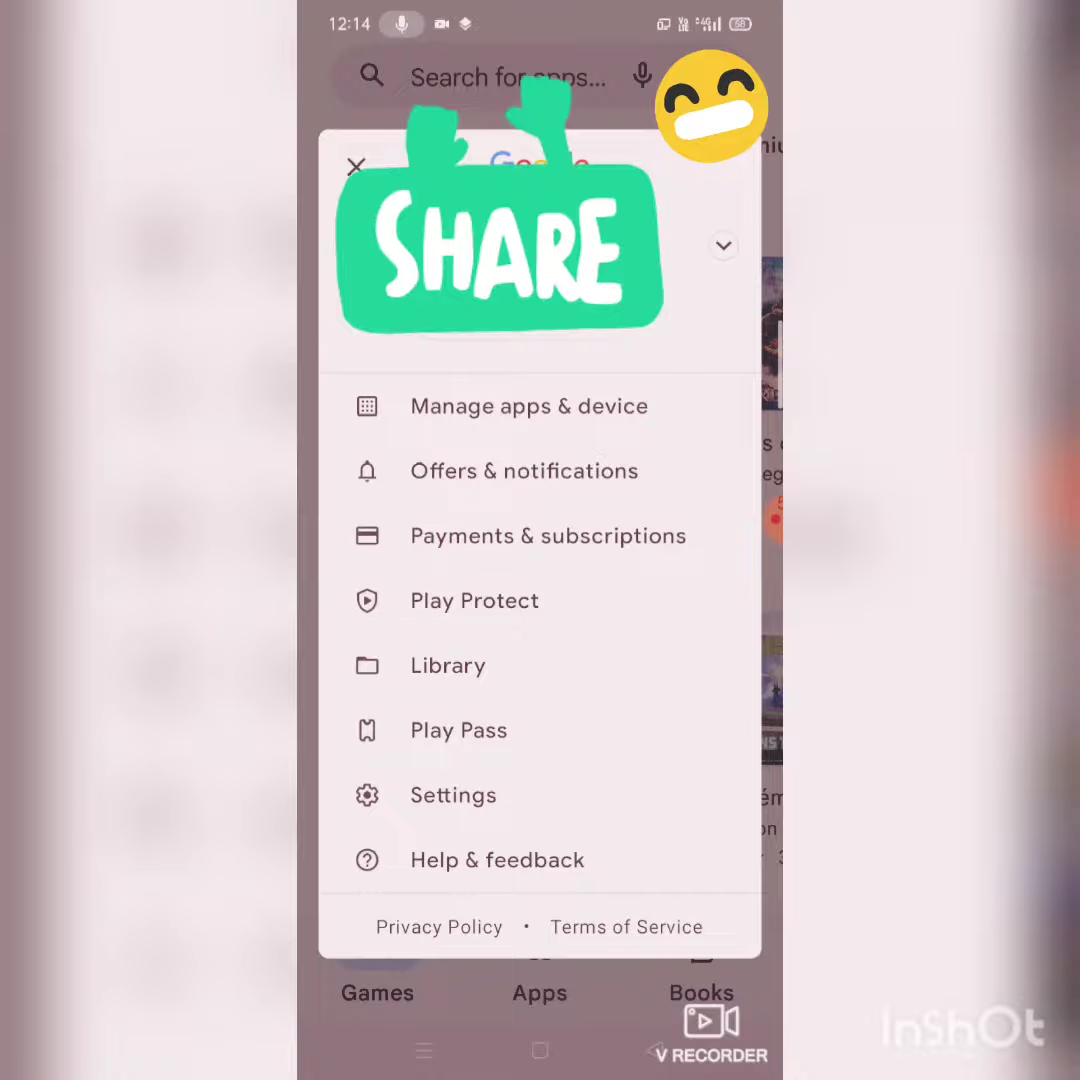 12:14
Search for apps...
Google
SHARE
Manage apps & device
Offers & notifications
Payments & subscriptions
Play Protect
Library
Play Pass
Settings
Help & feedback
Privacy Policy • Terms of Service
Games Apps Books
V RECORDER
InShOt